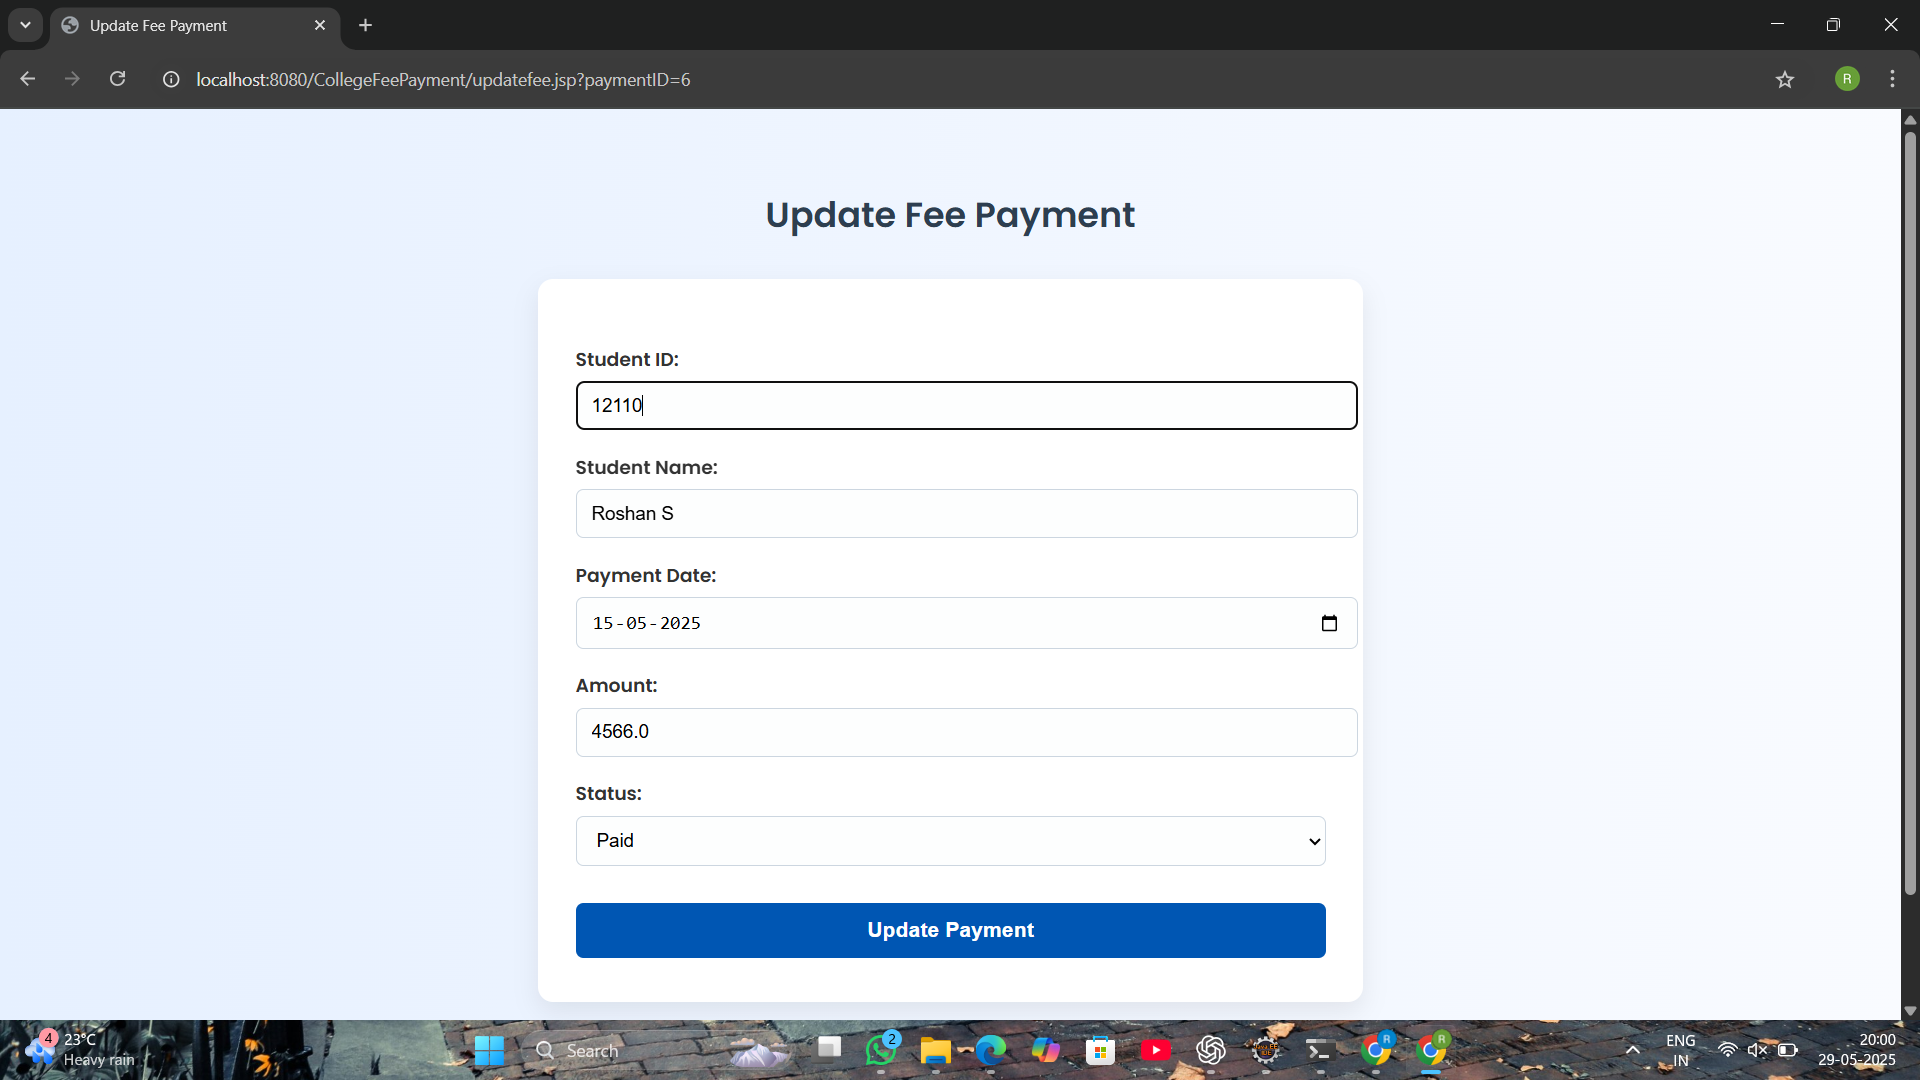 Update Fee Payment
localhost:8080/CollegeFeePayment/updatefee.jsp?paymentID=6
R
Update Fee Payment
Student ID:
12110
Student Name:
Roshan S
Payment Date:
15-05-2025
Amount:
4566.0
Status:
Paid
Update Payment
4
23°C
Heavy rain
Search
2
R
R
ENG
IN
20:00
29-05-2025